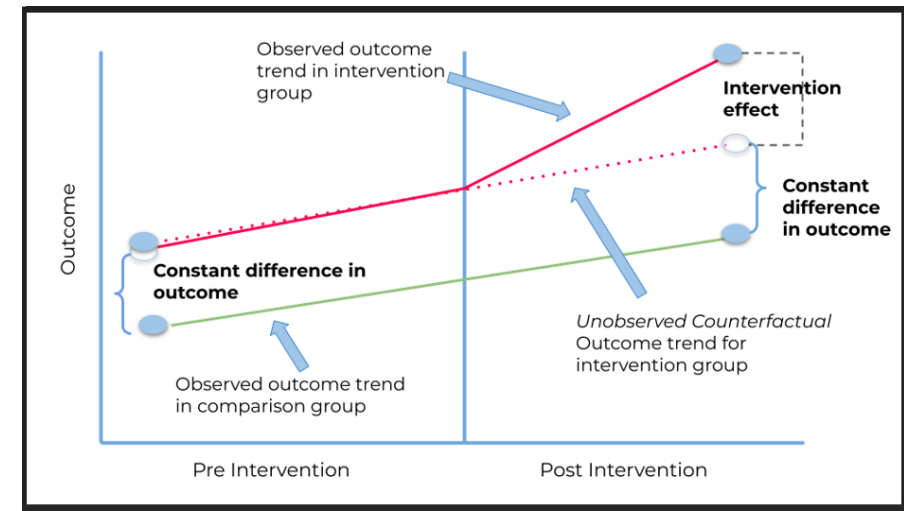 Observed outcome
trend in intervention
group
Intervention
effect
Constant
difference
in outcome
Outcome
Constant difference in
outcome
Unobserved Counterfactual
Outcome trend for
intervention group
Observed outcome trend
in comparison group
Pre Intervention
Post Intervention